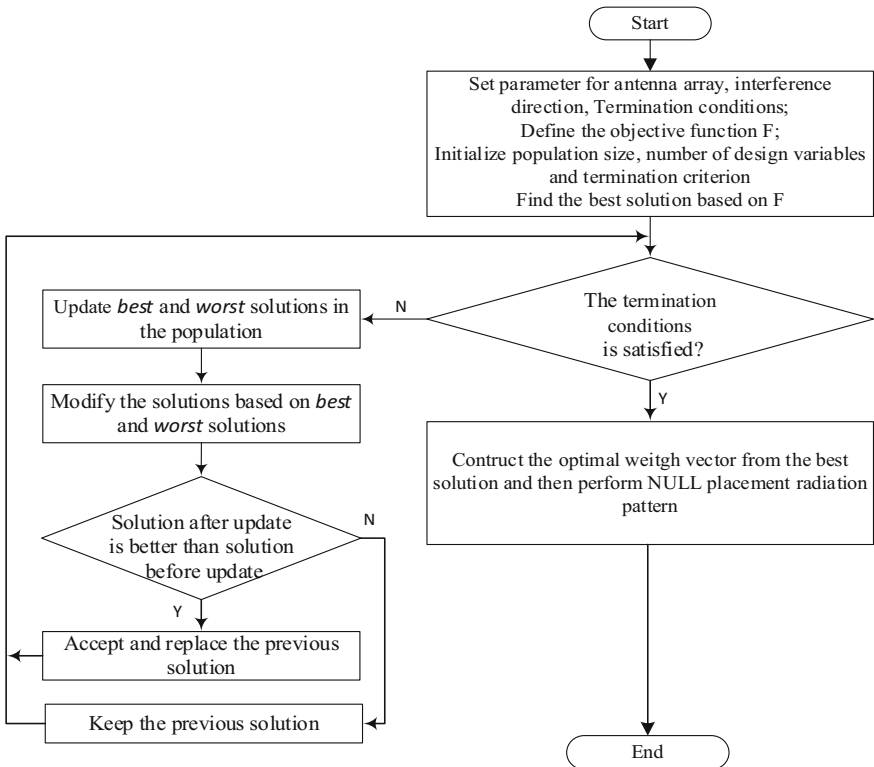 Start
Set parameter for antenna array, interference
direction, Termination conditions;
Define the objective function F;
Initialize population size, number of design variables
and termination criterion
Find the best solution based on F
The termination
conditions
is satisfied?
N
Y
Update best and worst solutions in
the population
Modify the solutions based on best
and worst solutions
Solution after update
is better than solution
before update
N
Y
Accept and replace the previous
solution
Keep the previous solution
Contruct the optimal weitgh vector from the best
solution and then perform NULL placement radiation
pattern
End